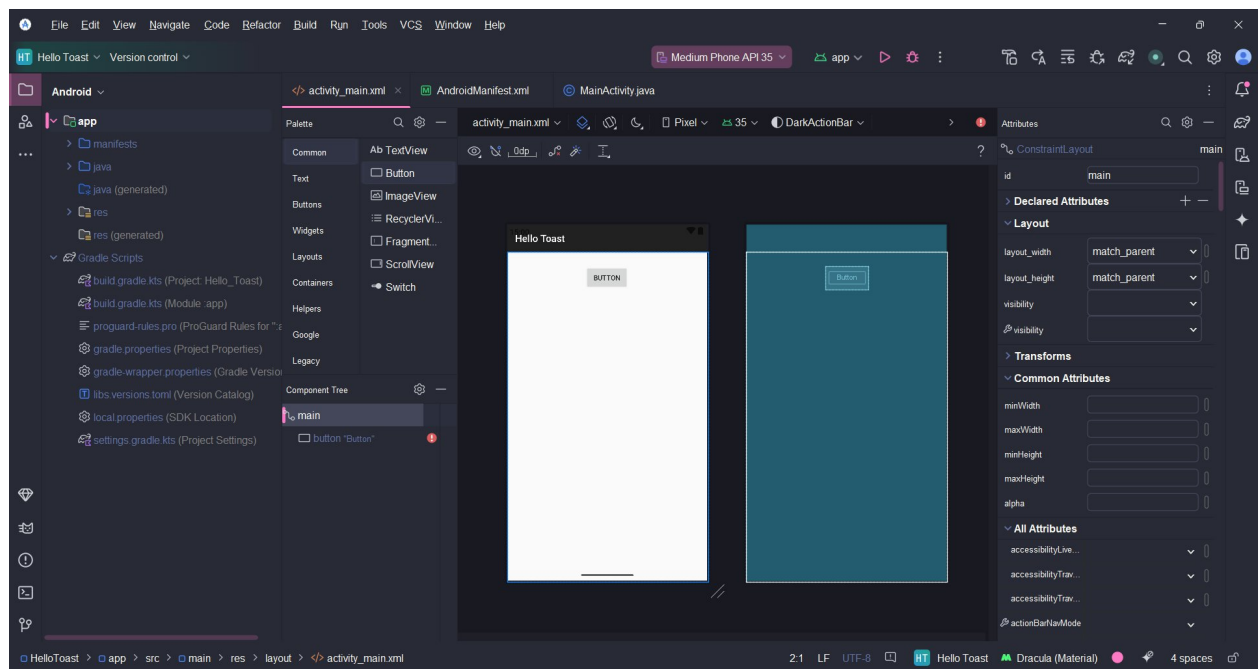 File Edit View Navigate Code Refactor Build Run Tools VCS Window Help
HT Hello Toast Version control Medium Phone API 35 app
Android
activity_main.xml AndroidManifest.xml MainActivity.java
app
manifests
java
java (generated)
res
res (generated)
Gradle Scripts
build.gradle.kts (Project: Hello_Toast)
build.gradle.kts (Module :app)
proguard-rules.pro (ProGuard Rules for ":a
gradle.properties (Project Properties)
gradle-wrapper.properties (Gradle Versio
libs.versions.toml (Version Catalog)
local.properties (SDK Location)
settings.gradle.kts (Project Settings)
Palette
Common
Text
Buttons
Widgets
Layouts
Containers
Helpers
Google
Legacy
Ab TextView
Button
ImageView
RecyclerVi...
Fragment...
ScrollView
Switch
Component Tree
main
button "Button"
activity_main.xml Pixel 35 DarkActionBar
0dp ?
Hello Toast
BUTTON
Button
Attributes
ConstraintLayout main
id main
Declared Attributes
Layout
layout_width match_parent
layout_height match_parent
visibility
visibility
Transforms
Common Attributes
minWidth
maxWidth
minHeight
maxHeight
alpha
All Attributes
accessibilityLive...
accessibilityTrav...
accessibilityTrav...
actionBarNavMode
HelloToast > app > src > main > res > layout > activity_main.xml 2:1 LF UTF-8 HT Hello Toast Dracula (Material) 4 spaces